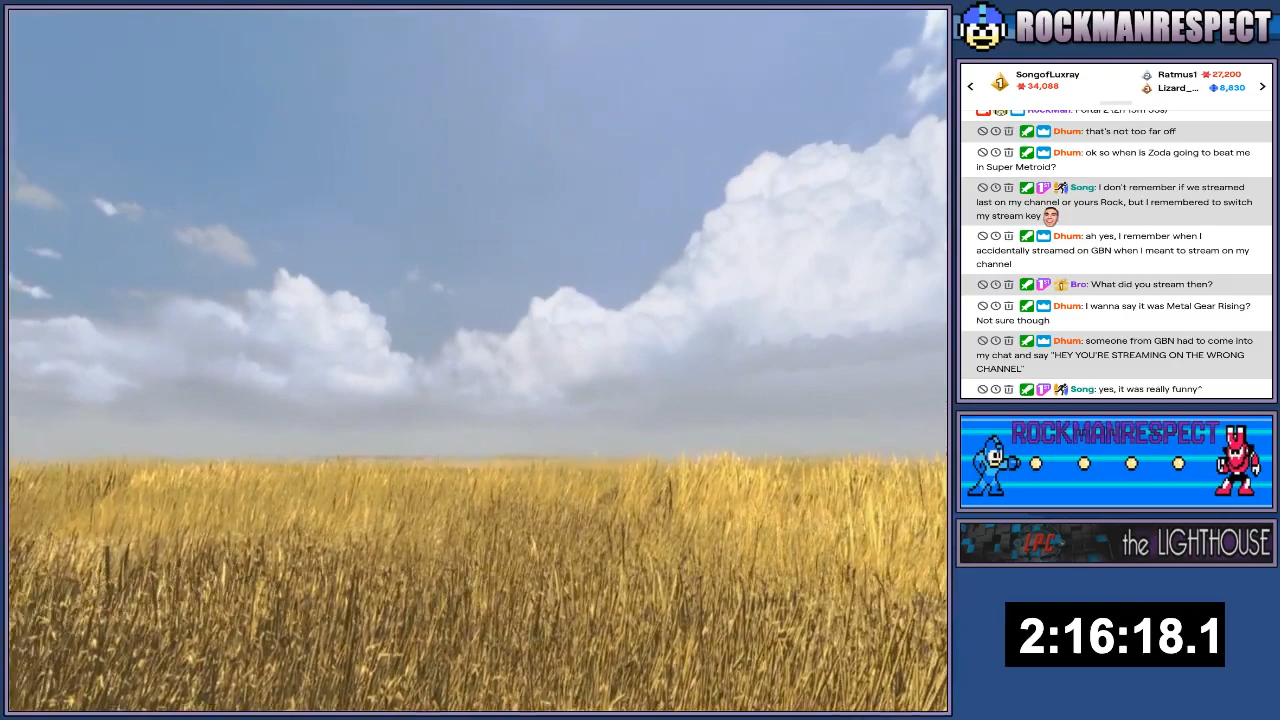 ROCKMANRESPECT
SongofLuxray
34,088
Ratmus1 27,200
Lizard_... 8,830
Dhum: that's not too far off
Dhum: ok so when is Zoda going to beat me
in Super Metroid?
Song: I don't remember if we streamed
last on my channel or yours Rock, but I remembered to switch
my stream key
Dhum: ah yes, I remember when I
accidentally streamed on GBN when I meant to stream on my
channel
Bro: What did you stream then?
Dhum: I wanna say it was Metal Gear Rising?
Not sure though
Dhum: someone from GBN had to come into
my chat and say "HEY YOU'RE STREAMING ON THE WRONG
CHANNEL"
Song: yes, it was really funny^
ROCKMANRESPECT
LPC the LIGHTHOUSE
2:16:18.1